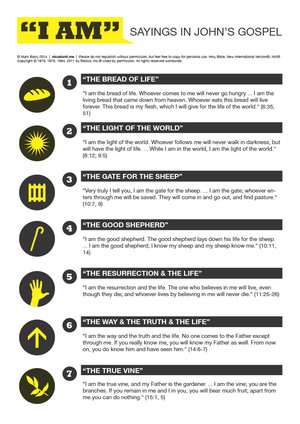 “I AM”
SAYINGS IN JOHN'S GOSPEL
© Mark Barry 2014 | visualunit.me | Please do not republish without permission, but feel free to copy for personal use. Holy Bible, New International Version®, NIV®
Copyright © 1973, 1978, 1984, 2011 by Biblica, Inc.® Used by permission. All rights reserved worldwide.
1
“THE BREAD OF LIFE”
"I am the bread of life. Whoever comes to me will never go hungry ... I am the
living bread that came down from heaven. Whoever eats this bread will live
forever. This bread is my flesh, which I will give for the life of the world." (6:35,
51)
2
“THE LIGHT OF THE WORLD”
"I am the light of the world. Whoever follows me will never walk in darkness, but
will have the light of life. ... While I am in the world, I am the light of the world."
(8:12; 9:5)
3
“THE GATE FOR THE SHEEP”
"Very truly I tell you, I am the gate for the sheep. ... I am the gate; whoever en-
ters through me will be saved. They will come in and go out, and find pasture."
(10:7, 9)
4
“THE GOOD SHEPHERD”
"I am the good shepherd. The good shepherd lays down his life for the sheep.
... I am the good shepherd; I know my sheep and my sheep know me." (10:11,
14)
5
“THE RESURRECTION & THE LIFE”
"I am the resurrection and the life. The one who believes in me will live, even
though they die; and whoever lives by believing in me will never die." (11:25-26)
6
“THE WAY & THE TRUTH & THE LIFE”
"I am the way and the truth and the life. No one comes to the Father except
through me. If you really know me, you will know my Father as well. From now
on, you do know him and have seen him." (14:6-7)
7
“THE TRUE VINE”
"I am the true vine, and my Father is the gardener. ... I am the vine; you are the
branches. If you remain in me and I in you, you will bear much fruit; apart from
me you can do nothing." (15:1, 5)